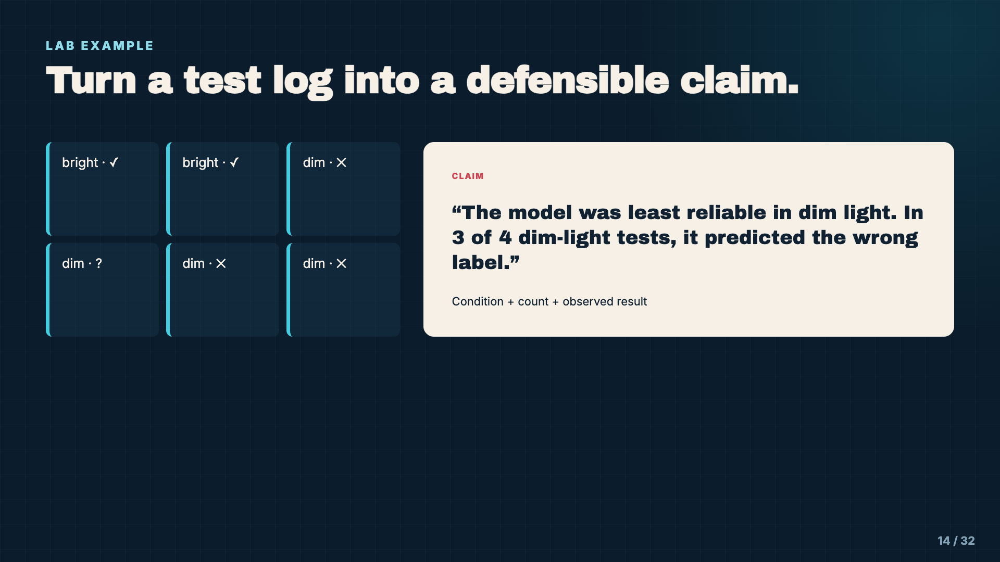 LAB EXAMPLE
Turn a test log into a defensible claim.
bright · ✓
bright · ✓
dim · ✕
dim · ?
dim · ✕
dim · ✕
CLAIM
“The model was least reliable in dim light. In
3 of 4 dim-light tests, it predicted the wrong
label.”
Condition + count + observed result
14 / 32